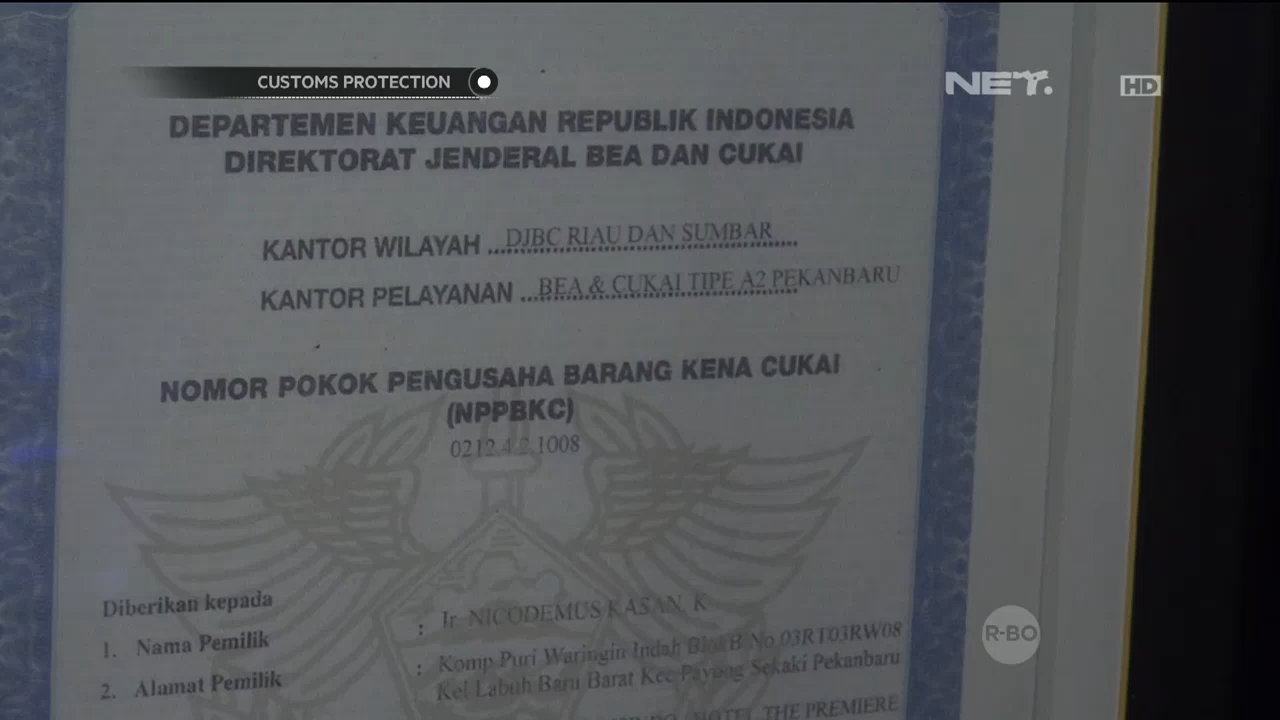 CUSTOMS PROTECTION
NET.
HD
DEPARTEMEN KEUANGAN REPUBLIK INDONESIA
DIREKTORAT JENDERAL BEA DAN CUKAI
KANTOR WILAYAH ...DJBC RIAU DAN SUMBAR
KANTOR PELAYANAN ...BEA & CUKAI TIPE A2 PEKANBARU
NOMOR POKOK PENGUSAHA BARANG KENA CUKAI
(NPPBKC)
0212.4.2.1008
Diberikan kepada
1. Nama Pemilik : Ir. NICODEMUS KASAN. K
2. Alamat Pemilik : Komp Puri Waringin Indah Blok B No.03RT03RW08
Kel Labuh Baru Barat Kec Payung Sekaki Pekanbaru
HOTEL THE PREMIERE
R-BO